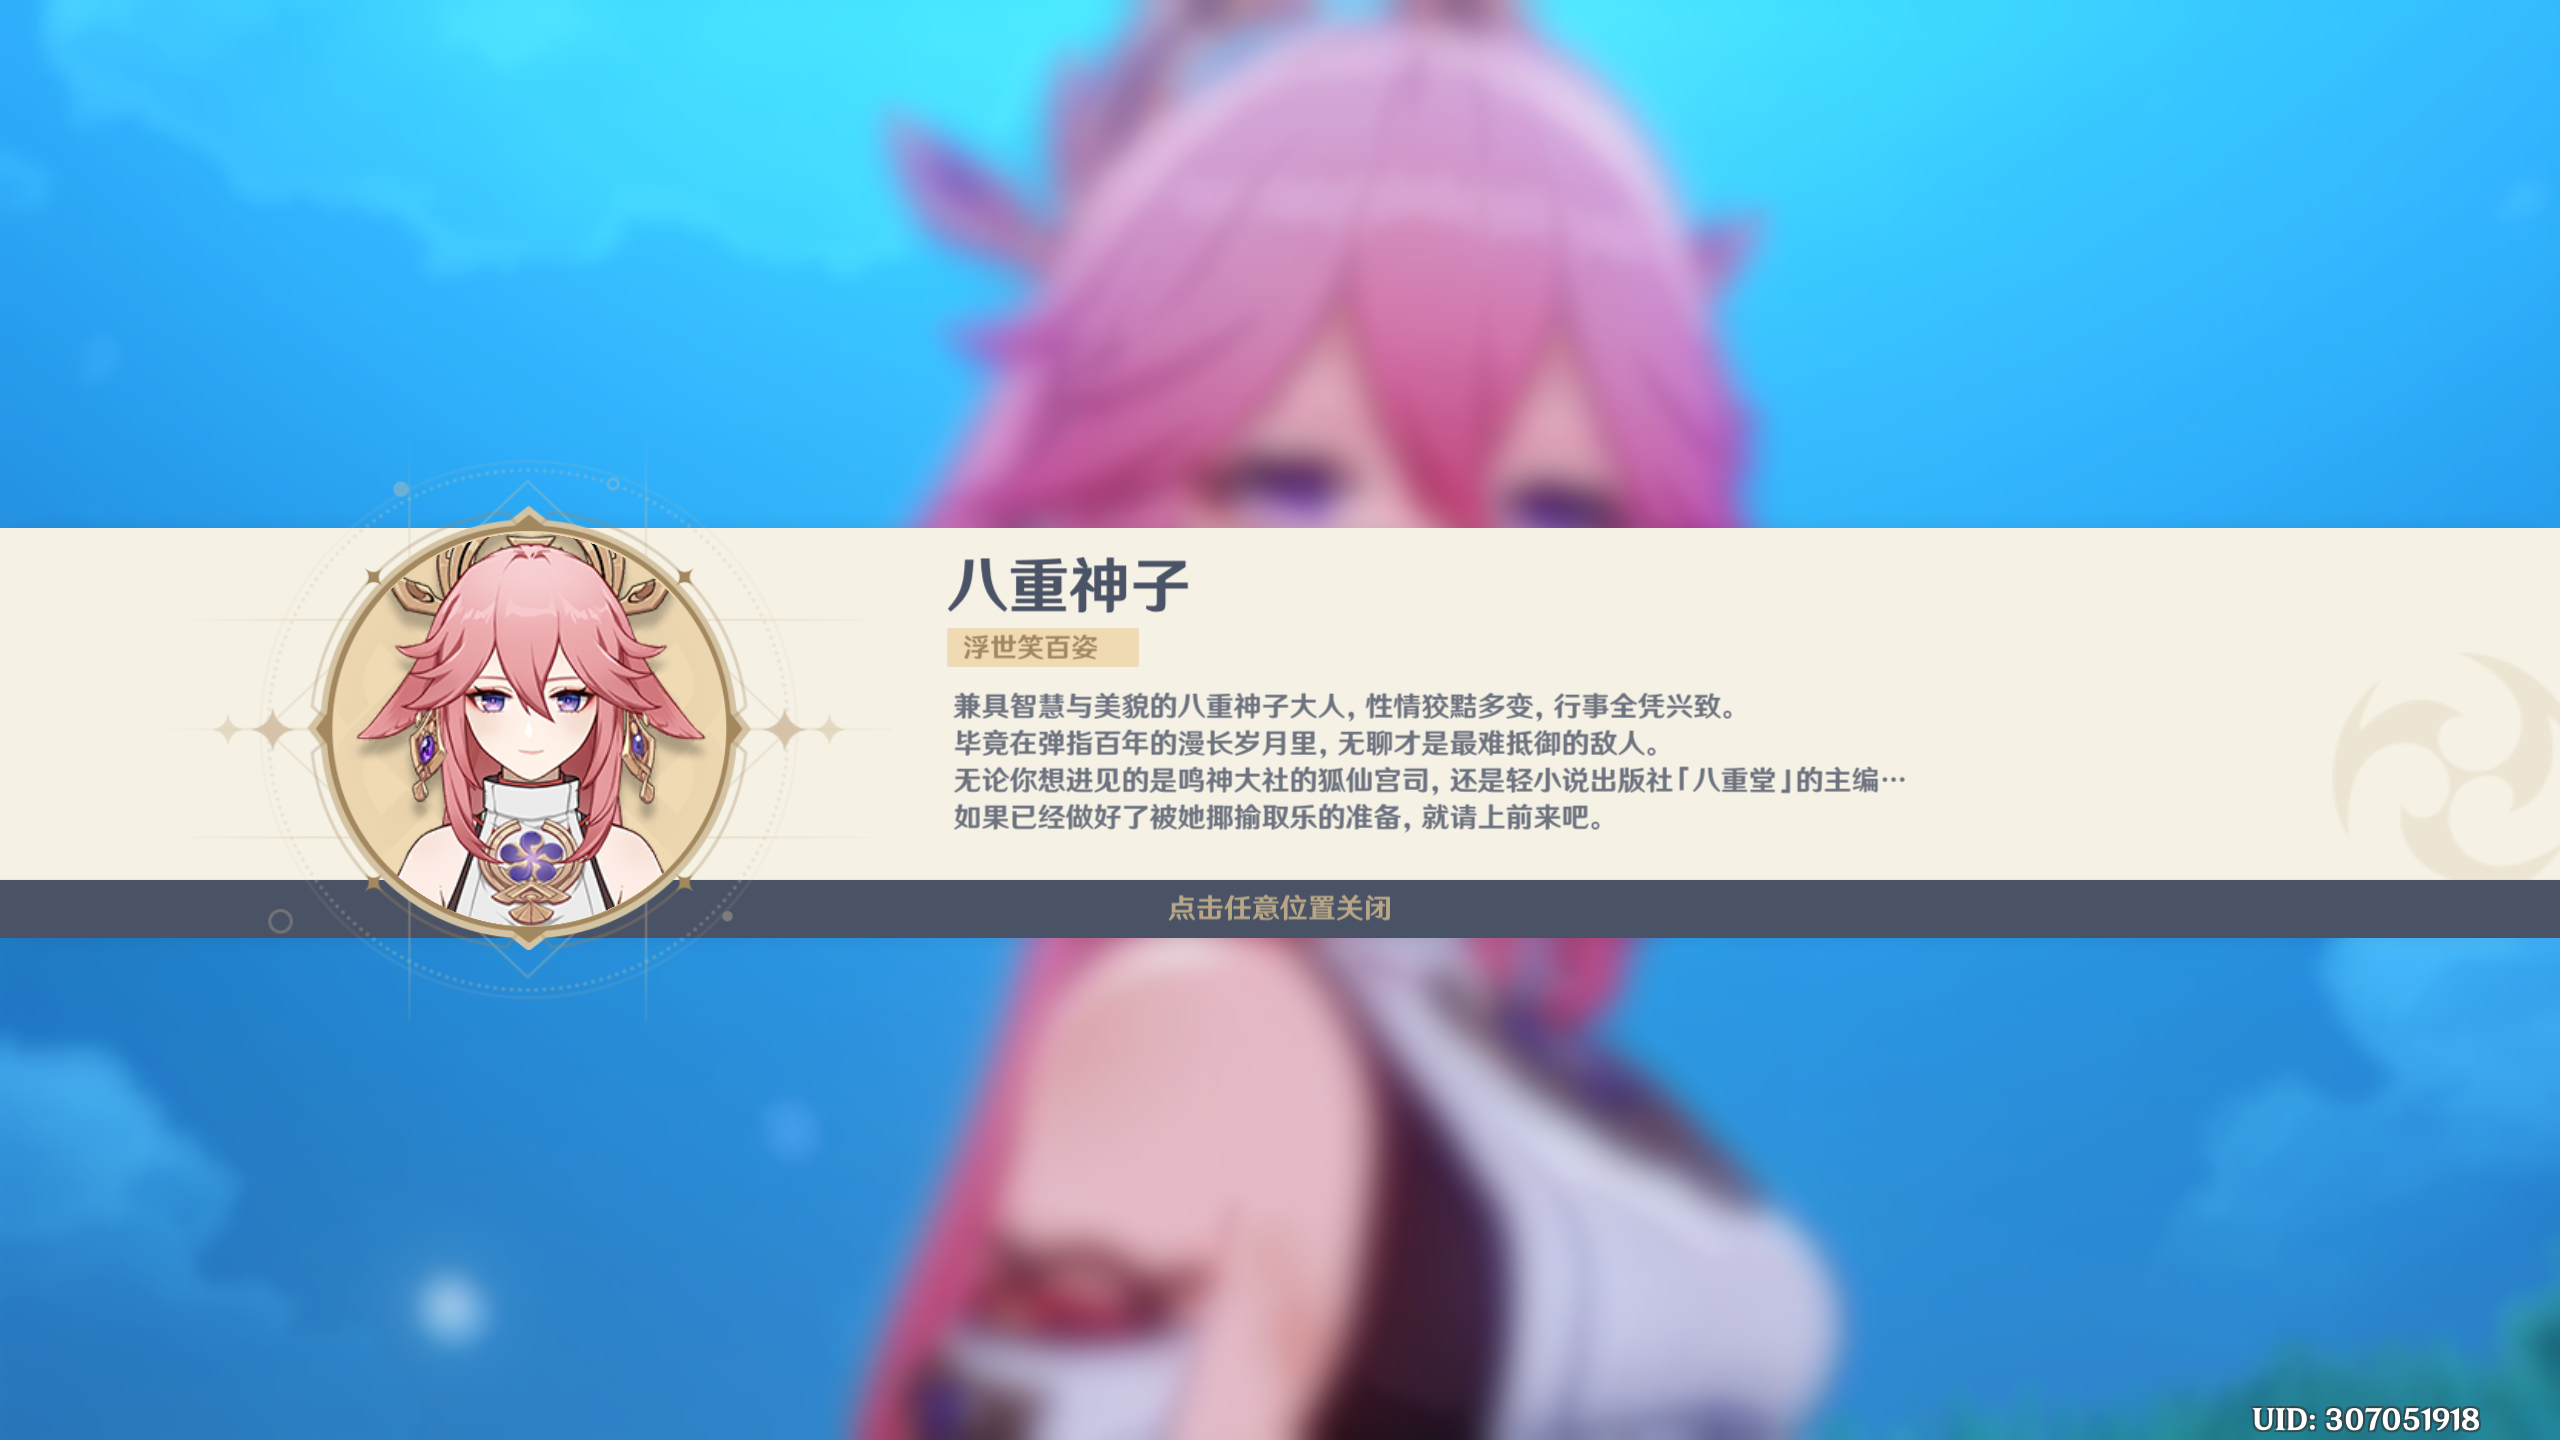 八重神子
浮世笑百姿
兼具智慧与美貌的八重神子大人，性情狡黠多变，行事全凭兴致。
毕竟在弹指百年的漫长岁月里，无聊才是最难抵御的敌人。
无论你想进见的是鸣神大社的狐仙宫司，还是轻小说出版社「八重堂」的主编…
如果已经做好了被她揶揄取乐的准备，就请上前来吧。
点击任意位置关闭
UID: 307051918